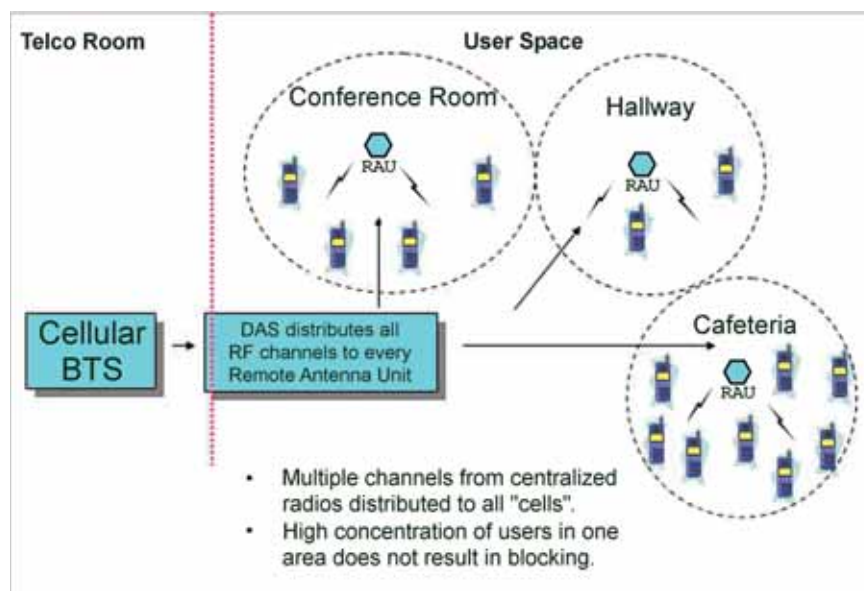 Telco Room
User Space
Conference Room
RAU
Hallway
RAU
Cellular
BTS
DAS distributes all
RF channels to every
Remote Antenna Unit
Cafeteria
RAU
• Multiple channels from centralized
radios distributed to all "cells".
• High concentration of users in one
area does not result in blocking.